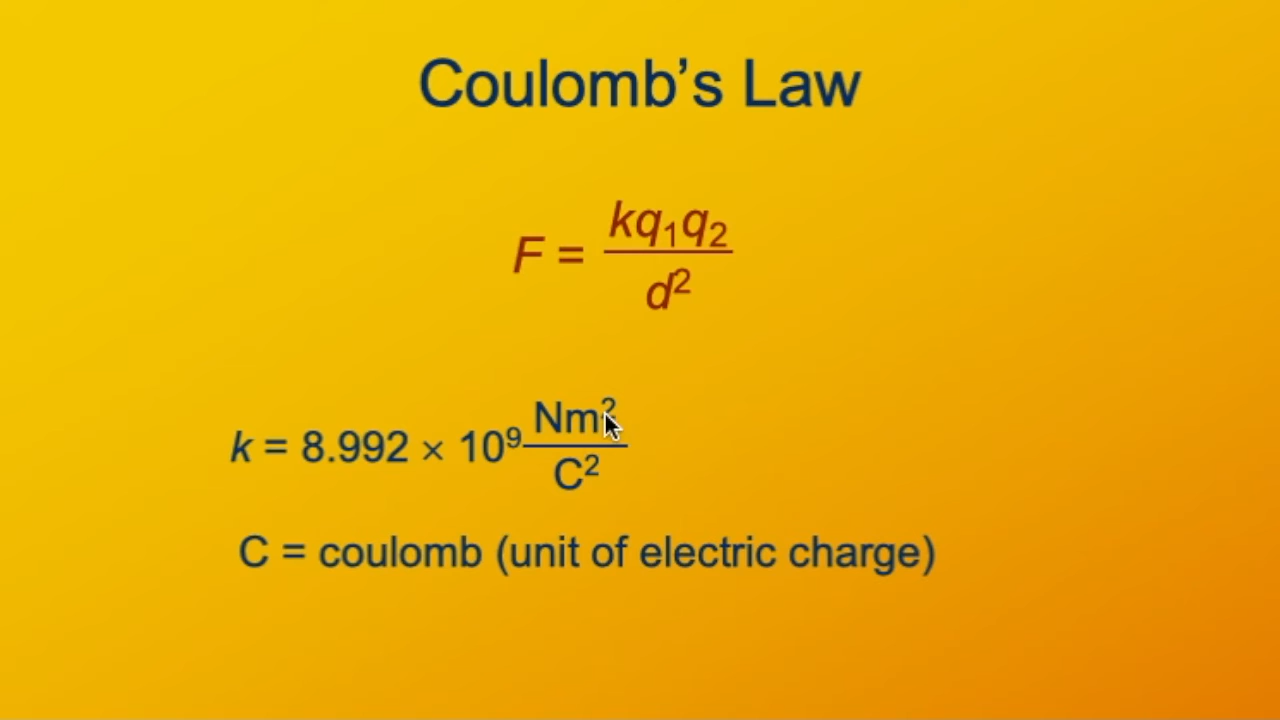 Coulomb’s Law
F = kq₁q₂ / d²
k = 8.992 × 10⁹ Nm² / C²
C = coulomb (unit of electric charge)